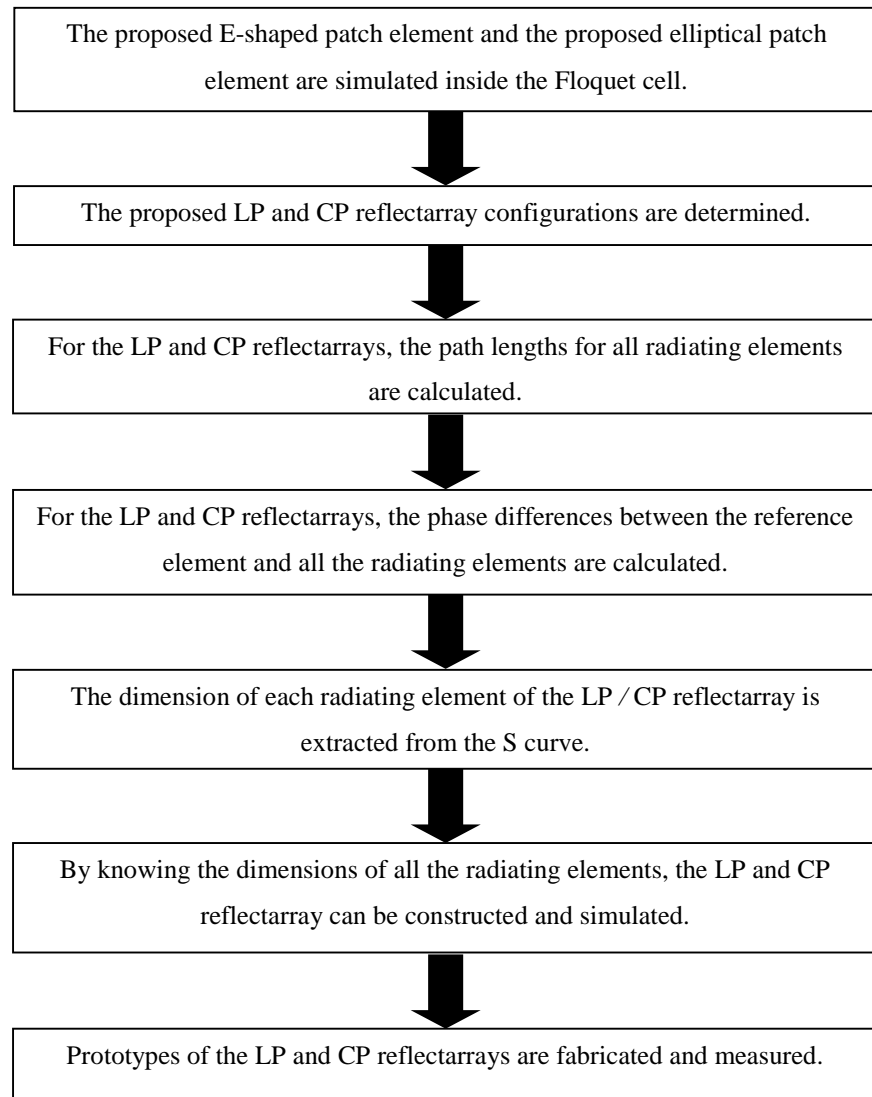 The proposed E-shaped patch element and the proposed elliptical patch
element are simulated inside the Floquet cell.
The proposed LP and CP reflectarray configurations are determined.
For the LP and CP reflectarrays, the path lengths for all radiating elements
are calculated.
For the LP and CP reflectarrays, the phase differences between the reference
element and all the radiating elements are calculated.
The dimension of each radiating element of the LP / CP reflectarray is
extracted from the S curve.
By knowing the dimensions of all the radiating elements, the LP and CP
reflectarray can be constructed and simulated.
Prototypes of the LP and CP reflectarrays are fabricated and measured.